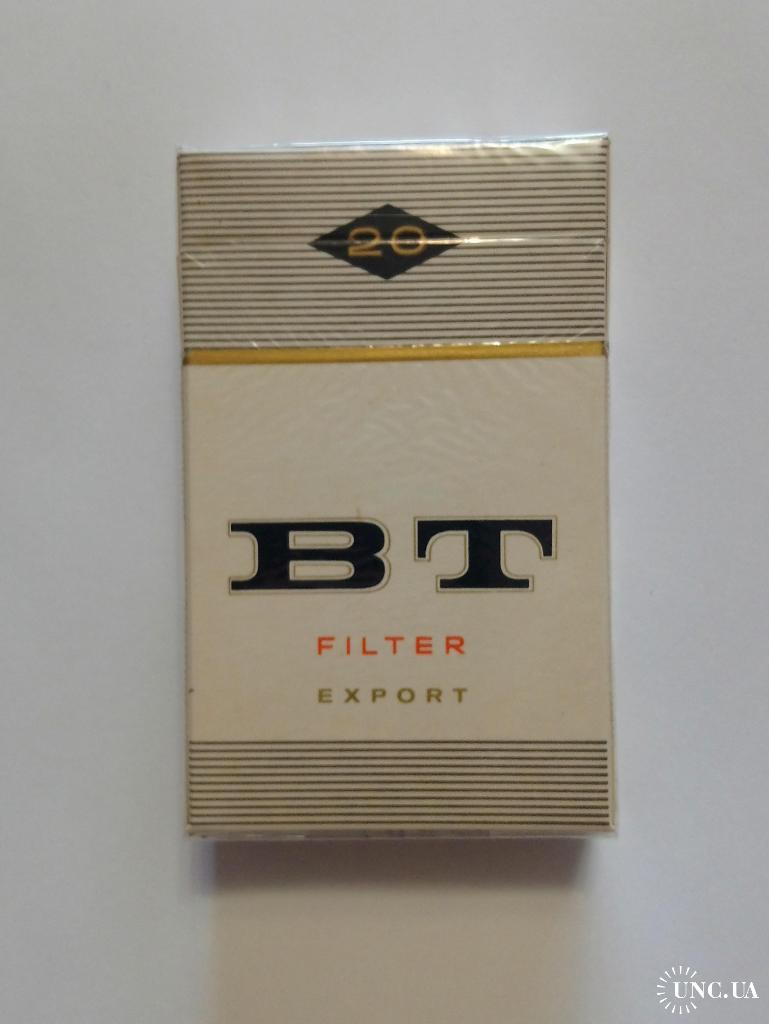 20
BT
FILTER
EXPORT
UNC.UA